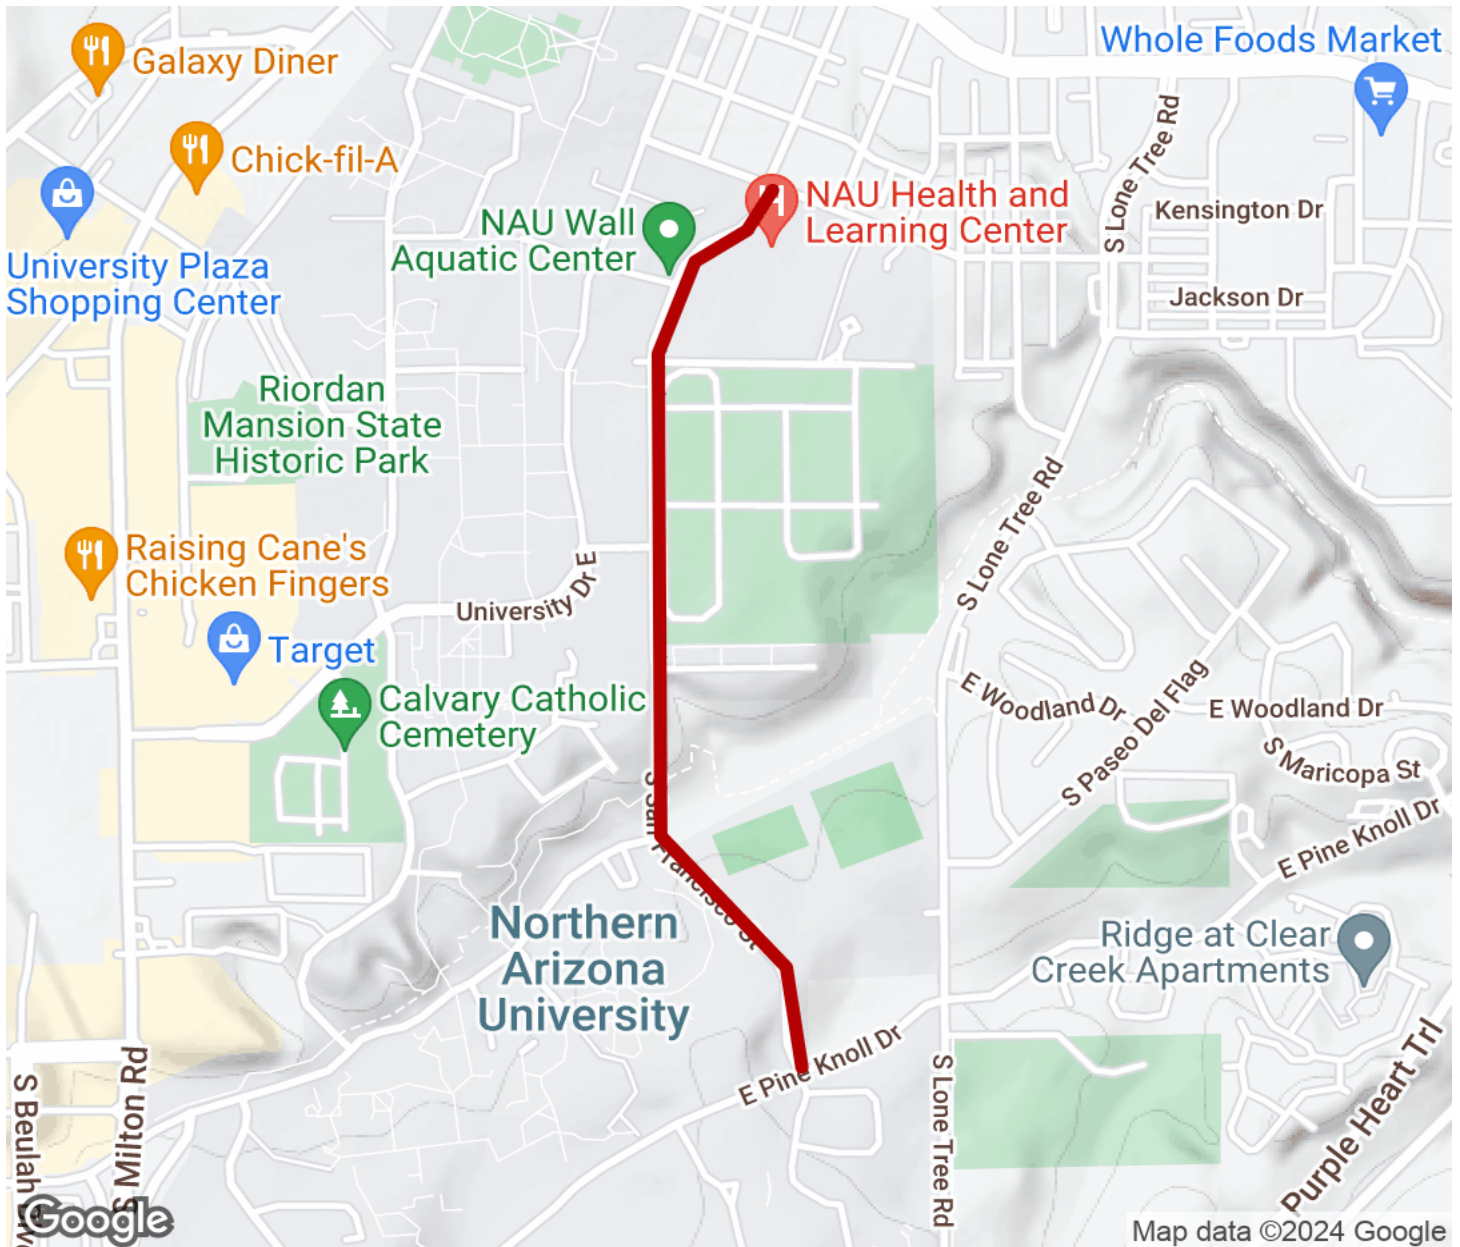 Whole Foods Market
Galaxy Diner
Chick-fil-A
S Lone Tree Rd
NAU Health and
Learning Center
Kensington Dr
NAU Wall
Aquatic Center
University Plaza
Shopping Center
Jackson Dr
Riordan
Mansion State
Historic Park
S Lone Tree Rd
Raising Cane's
Chicken Fingers
University Dr E
Target
Calvary Catholic
Cemetery
E Woodland Dr
S Paseo Del Flag
E Woodland Dr
S Maricopa St
S San Francisco St
E Pine Knoll Dr
Northern
Arizona
University
Ridge at Clear
Creek Apartments
E Pine Knoll Dr
S Lone Tree Rd
Purple Heart Trl
S Milton Rd
S Beulah
Google
Map data ©2024 Google